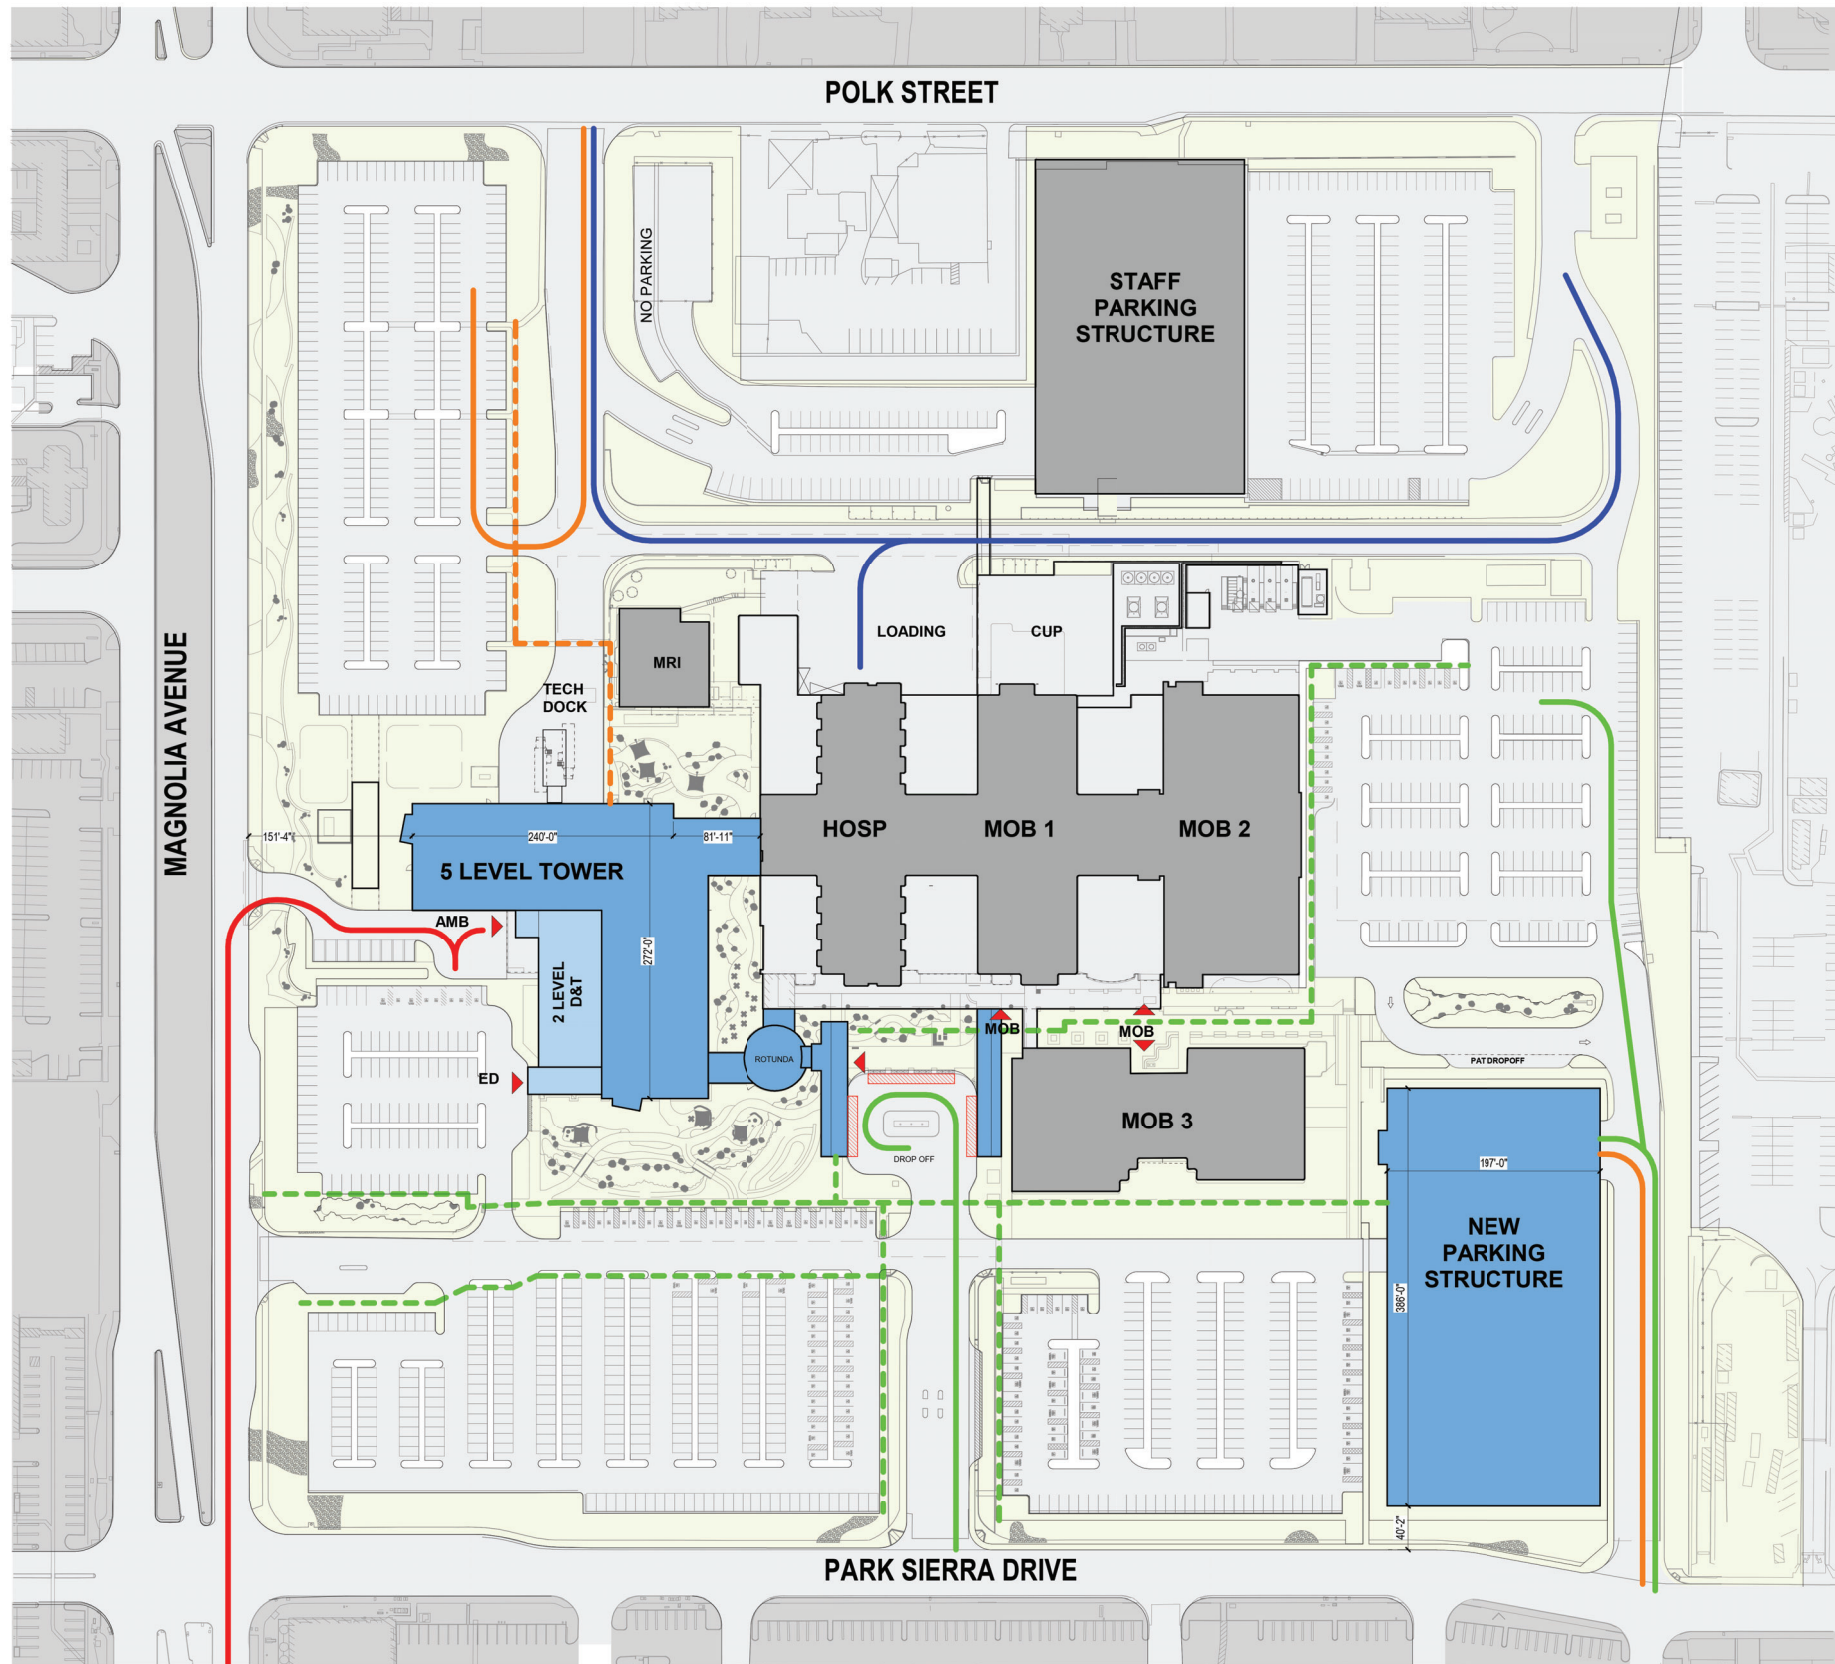 POLK STREET
NO PARKING
STAFF
PARKING
STRUCTURE
MAGNOLIA AVENUE
LOADING
CUP
MRI
TECH
DOCK
151'-4"
240'-0"
81'-11"
HOSP
MOB 1
MOB 2
5 LEVEL TOWER
AMB
272'-0"
2 LEVEL
D&T
MOB
MOB
ROTUNDA
PAT DROPOFF
ED
MOB 3
DROP OFF
197'-0"
NEW
PARKING
STRUCTURE
386'-0"
40'-2"
PARK SIERRA DRIVE